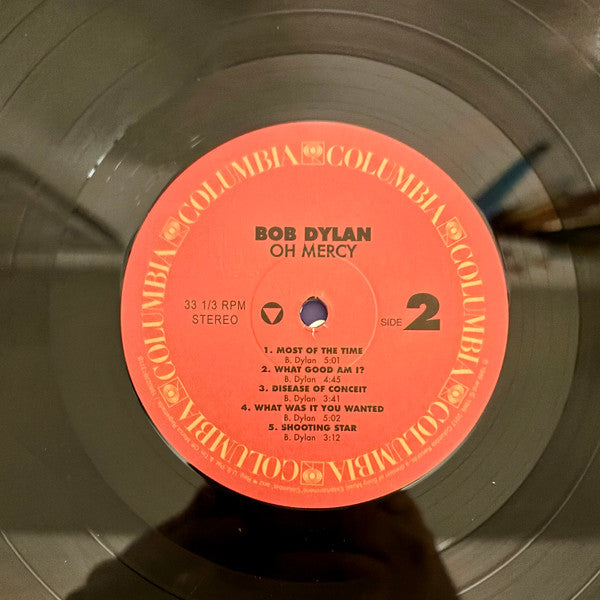 COLUMBIA COLUMBIA COLUMBIA COLUMBIA COLUMBIA COLUMBIA
BOB DYLAN
OH MERCY
33 1/3 RPM
STEREO
SIDE 2
1. MOST OF THE TIME
B. Dylan 5:01
2. WHAT GOOD AM I?
B. Dylan 4:45
3. DISEASE OF CONCEIT
B. Dylan 3:41
4. WHAT WAS IT YOU WANTED
B. Dylan 5:02
5. SHOOTING STAR
B. Dylan 3:12